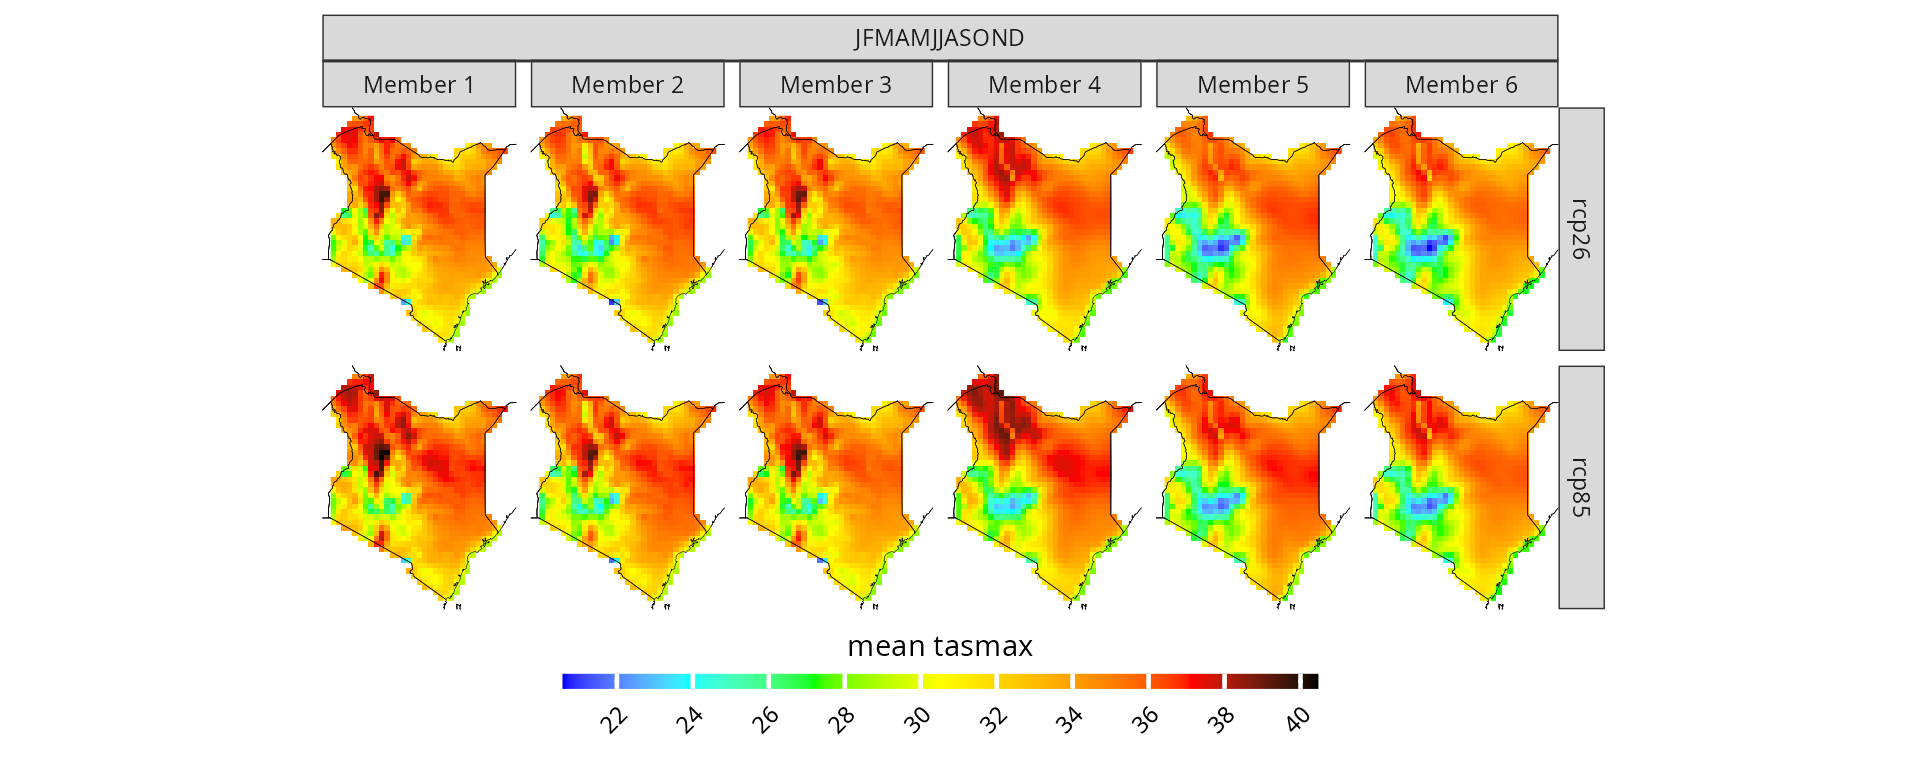 JFMAMJJASOND
Member 1
Member 2
Member 3
Member 4
Member 5
Member 6
rcp26
rcp85
mean tasmax
22
24
26
28
30
32
34
36
38
40